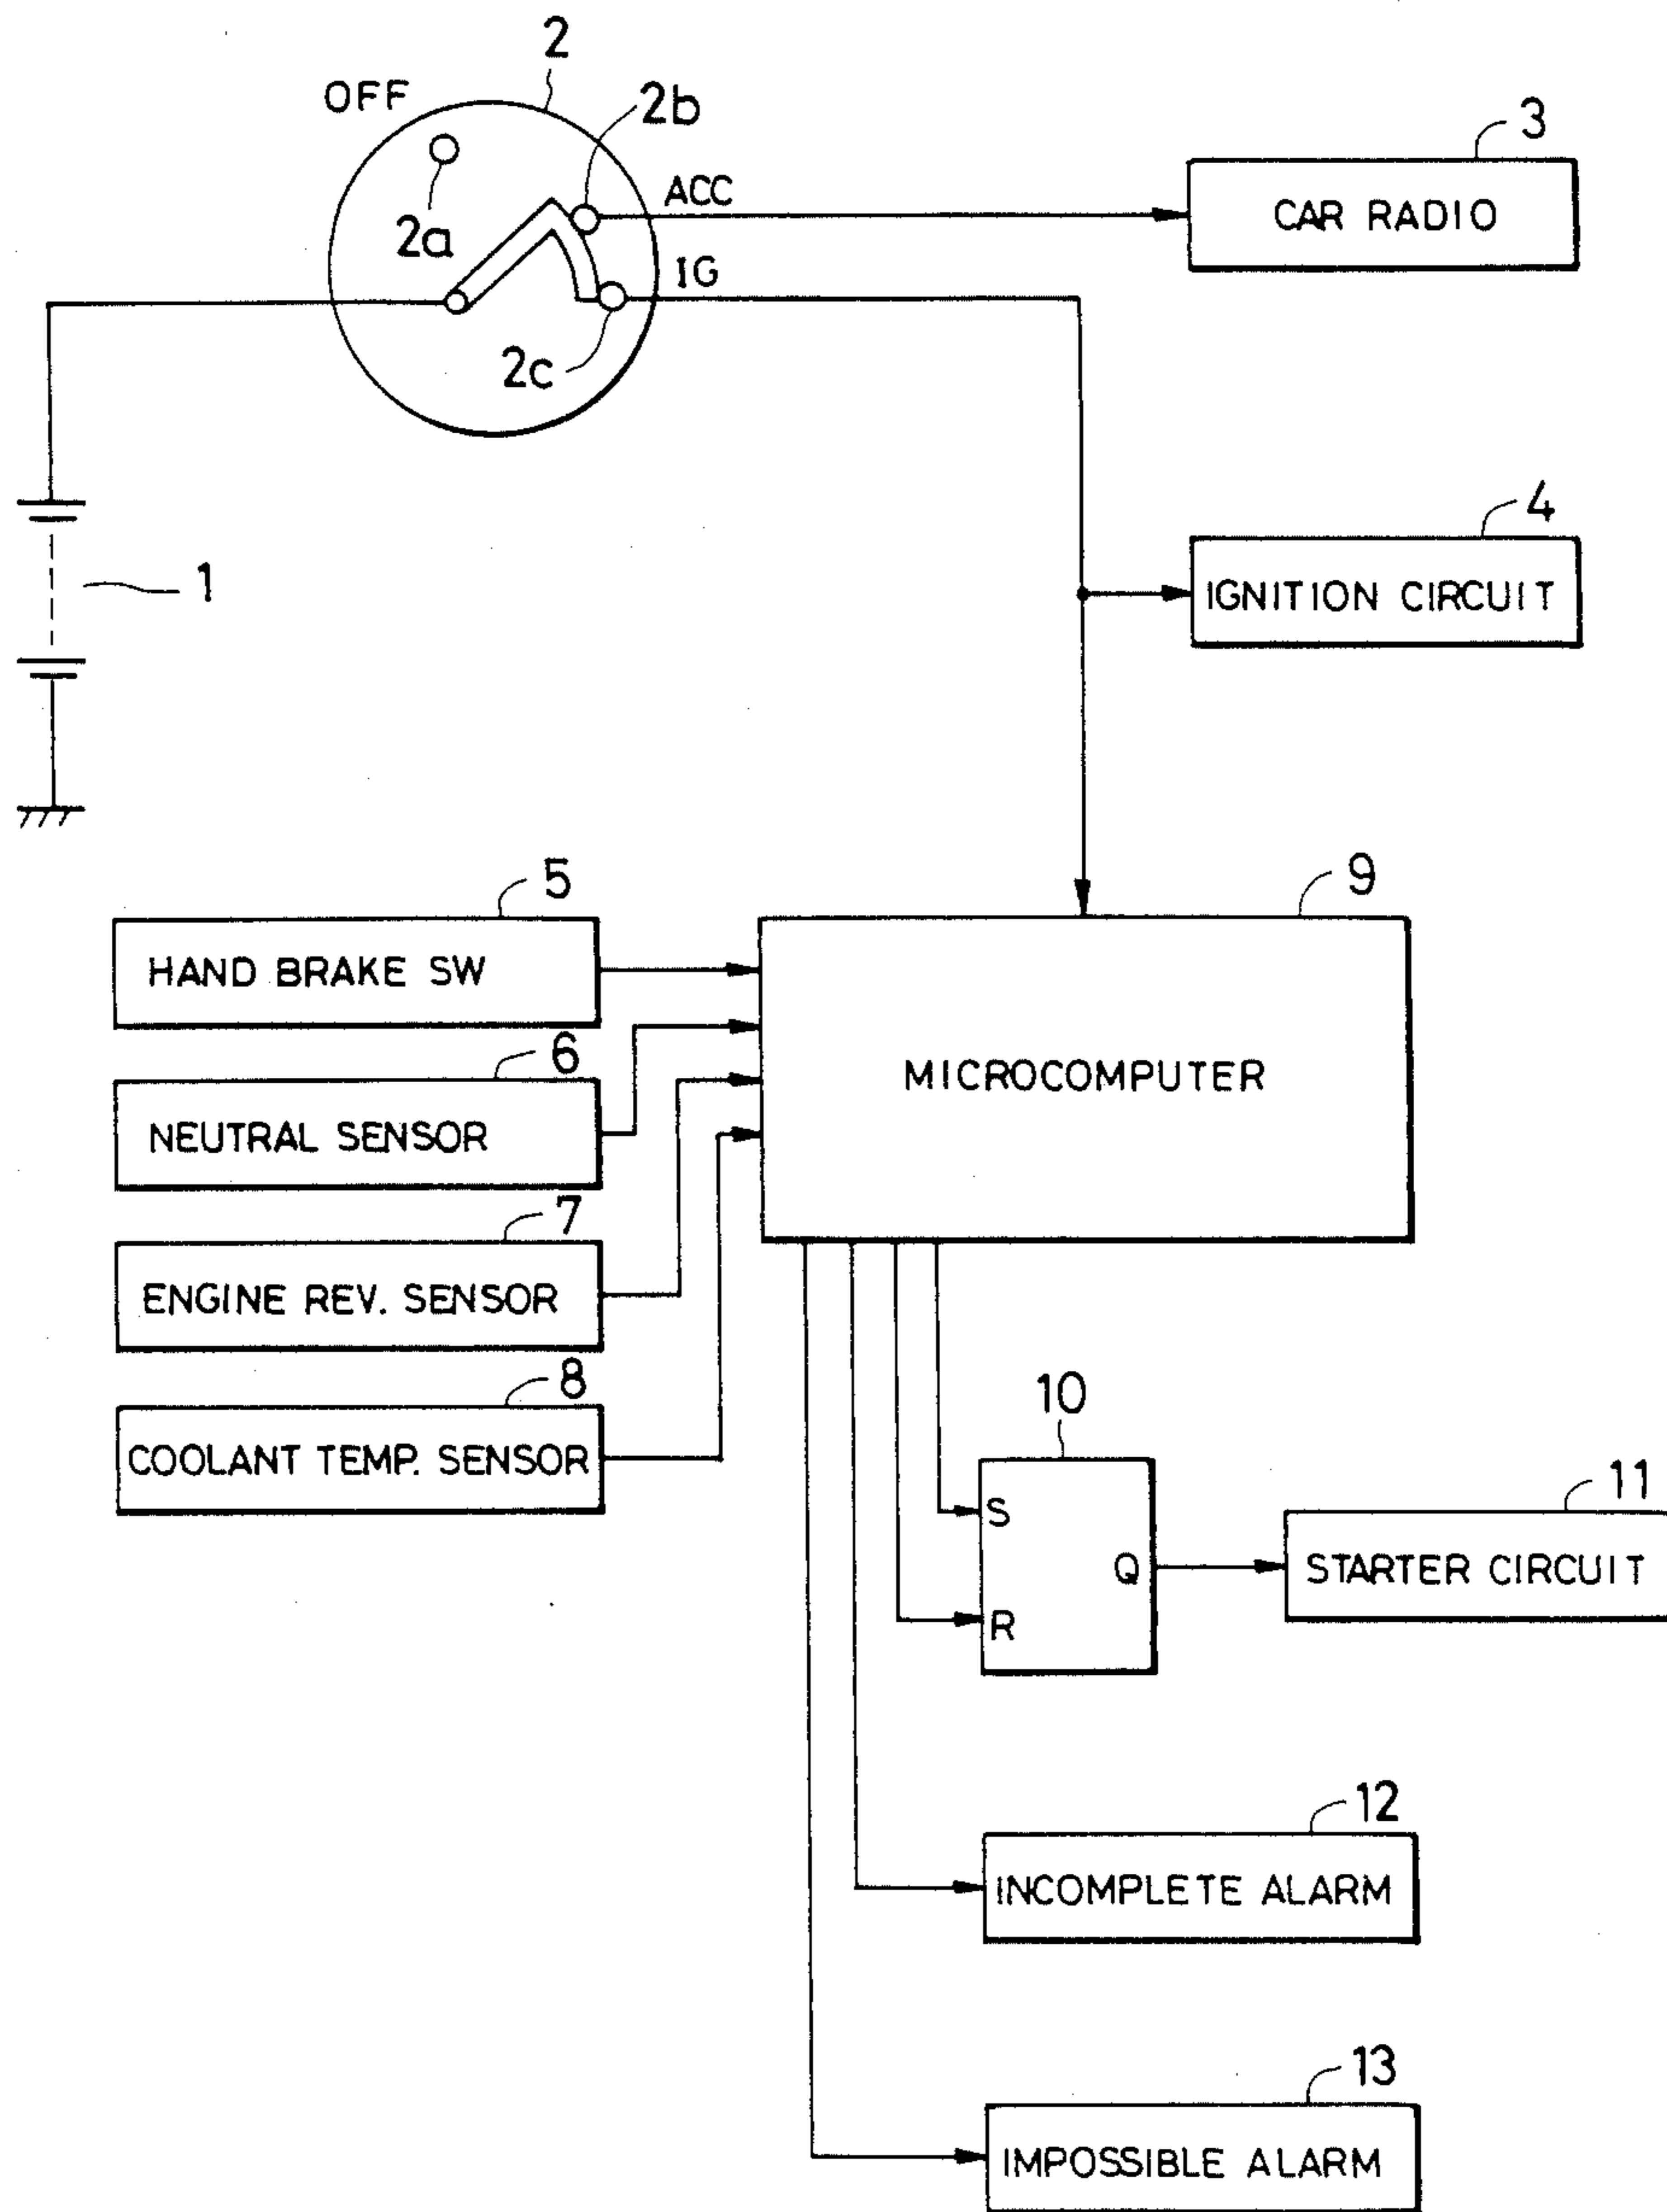 2
OFF
2b
3
ACC
CAR RADIO
2a
IG
2c
4
1
IGNITION CIRCUIT
5
9
HAND BRAKE SW
6
MICROCOMPUTER
NEUTRAL SENSOR
7
ENGINE REV. SENSOR
8
10
COOLANT TEMP. SENSOR
11
S
Q
STARTER CIRCUIT
R
12
INCOMPLETE ALARM
13
IMPOSSIBLE ALARM